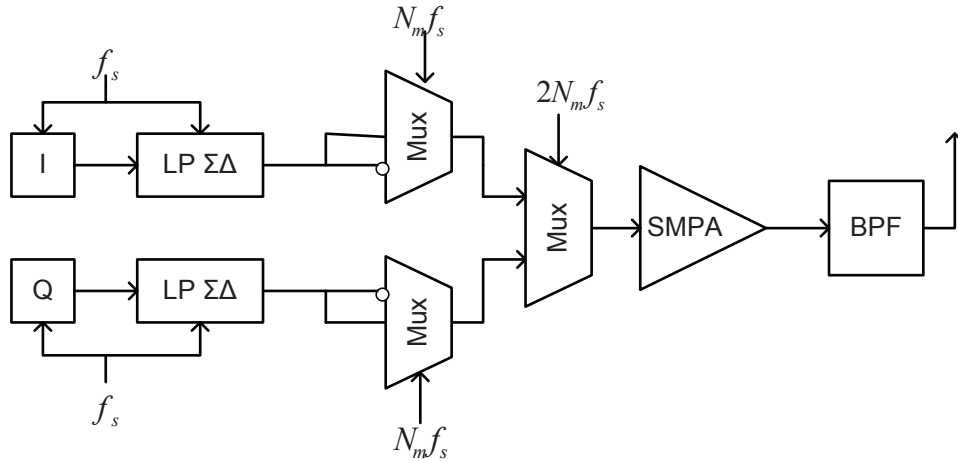 N_m f_s
f_s
2N_m f_s
I
LP ΣΔ
Mux
Mux
SMPA
BPF
Q
LP ΣΔ
Mux
f_s
N_m f_s